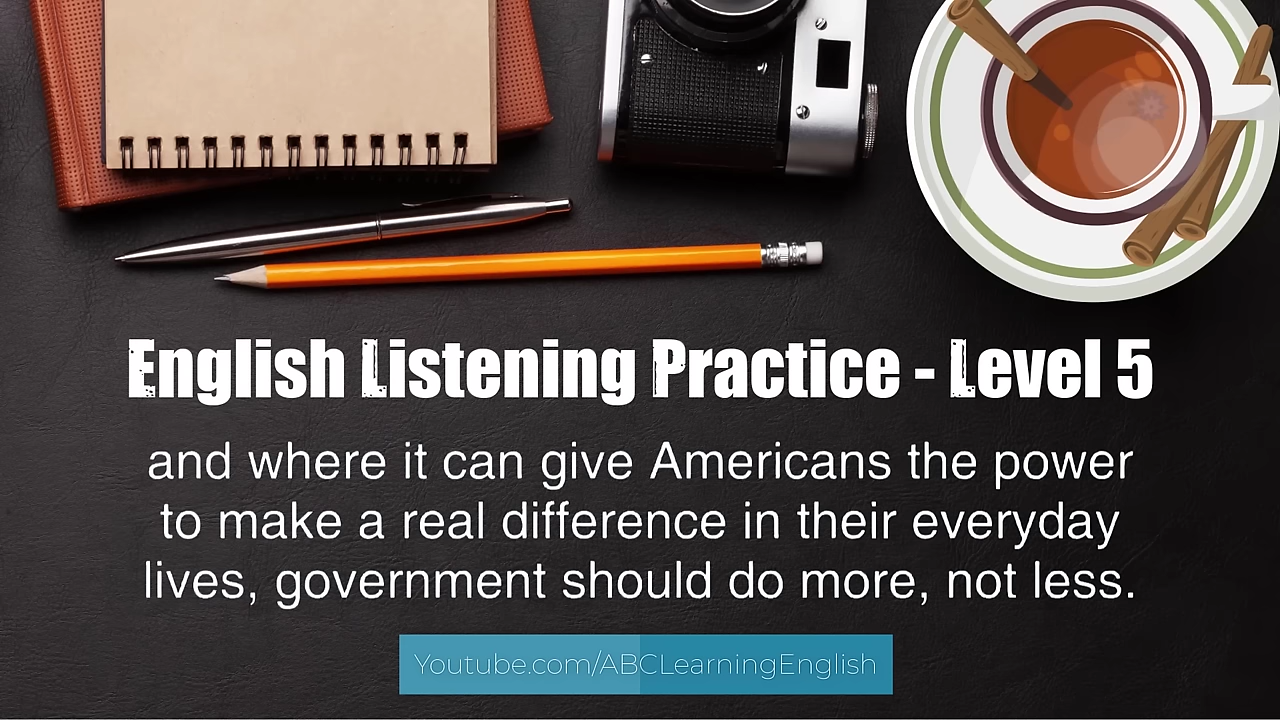 English Listening Practice - Level 5
and where it can give Americans the power
to make a real difference in their everyday
lives, government should do more, not less.
Youtube.com/ABCLearningEnglish